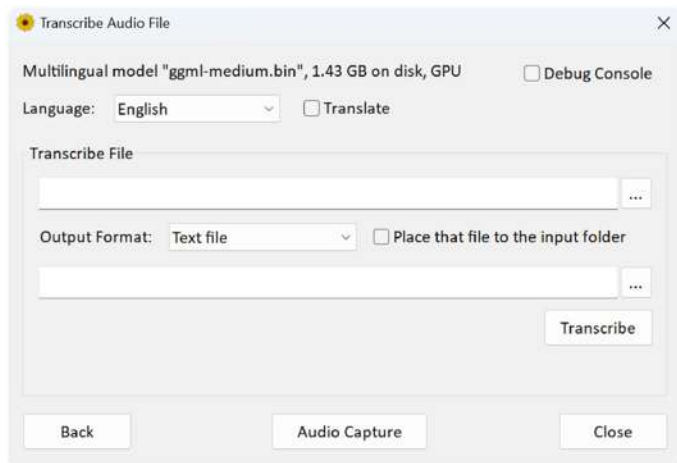 Transcribe Audio File
Multilingual model "ggml-medium.bin", 1.43 GB on disk, GPU
Debug Console
Language: English
Translate
Transcribe File
...
Output Format: Text file
Place that file to the input folder
...
Transcribe
Back
Audio Capture
Close